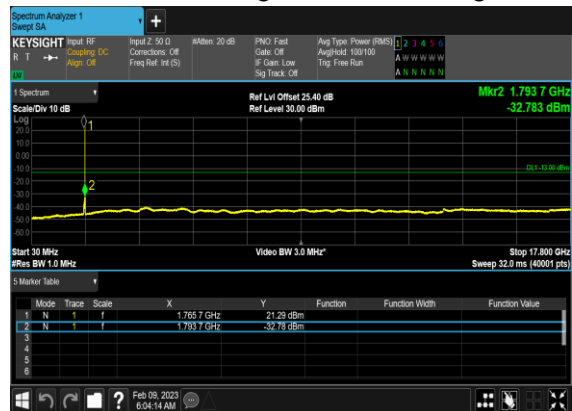 Spectrum Analyzer 1
Swept SA
KEYSIGHT Input: RF Input Z: 50 Ω #Atten: 20 dB PNO: Fast Avg Type: Power (RMS) 1 2 3 4 5 6
R T Coupling: DC Corrections: Off Gate: Off Avg|Hold: 100/100 A W W W W W
Align: Off Freq Ref: Int (S) IF Gain: Low Trig: Free Run
Sig Track: Off A N N N N N
1 Spectrum Ref Lvl Offset 25.40 dB Mkr2 1.793 7 GHz
Scale/Div 10 dB Ref Level 30.00 dBm -32.783 dBm
Log
20.0
10.0
0.00
-10.0 DL1 -13.00 dBm
-20.0
-30.0
-40.0
-50.0
-60.0
1
2
Start 30 MHz Video BW 3.0 MHz* Stop 17.800 GHz
#Res BW 1.0 MHz Sweep 32.0 ms (40001 pts)
5 Marker Table
Mode Trace Scale X Y Function Function Width Function Value
1 N 1 f 1.765 7 GHz 21.29 dBm
2 N 1 f 1.793 7 GHz -32.78 dBm
3
4
5
6
? Feb 09, 2023
6:04:14 AM